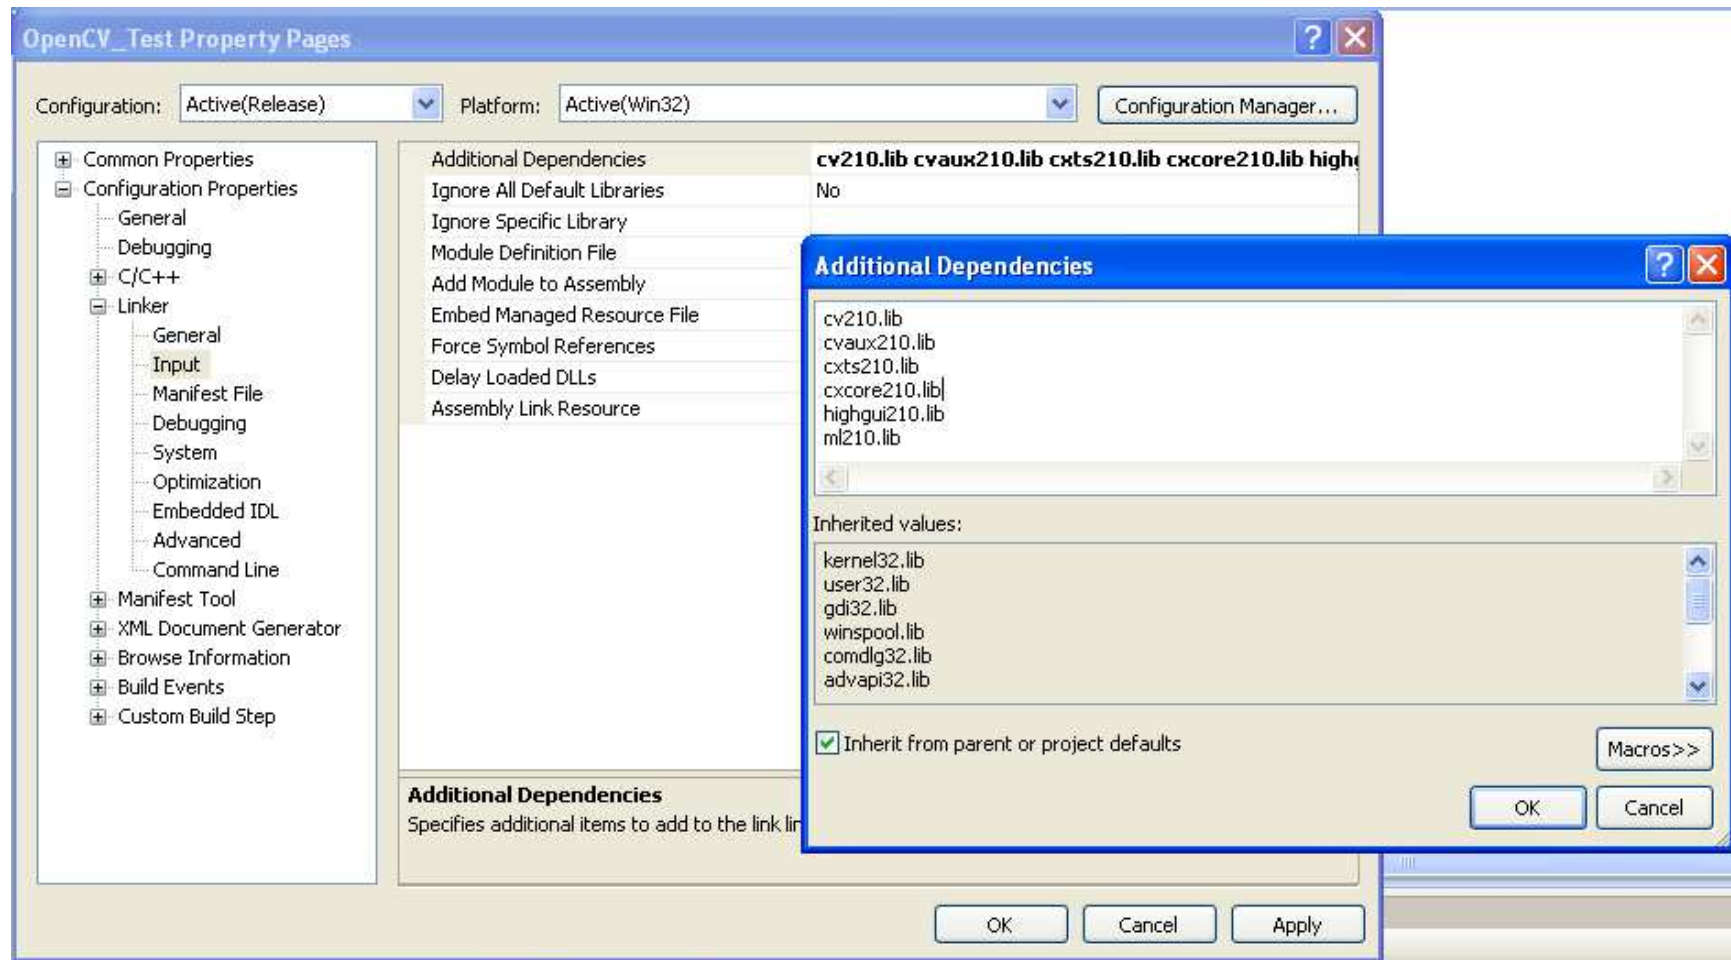 OpenCV_Test Property Pages
Configuration: Active(Release) Platform: Active(Win32) Configuration Manager...
Common Properties
Configuration Properties
General
Debugging
C/C++
Linker
General
Input
Manifest File
Debugging
System
Optimization
Embedded IDL
Advanced
Command Line
Manifest Tool
XML Document Generator
Browse Information
Build Events
Custom Build Step
Additional Dependencies cv210.lib cvaux210.lib cxts210.lib cxcore210.lib highg
Ignore All Default Libraries No
Ignore Specific Library
Module Definition File
Add Module to Assembly
Embed Managed Resource File
Force Symbol References
Delay Loaded DLLs
Assembly Link Resource
Additional Dependencies
Specifies additional items to add to the link lin
OK Cancel Apply
Additional Dependencies
cv210.lib
cvaux210.lib
cxts210.lib
cxcore210.lib
highgui210.lib
ml210.lib
Inherited values:
kernel32.lib
user32.lib
gdi32.lib
winspool.lib
comdlg32.lib
advapi32.lib
Inherit from parent or project defaults
Macros>>
OK Cancel